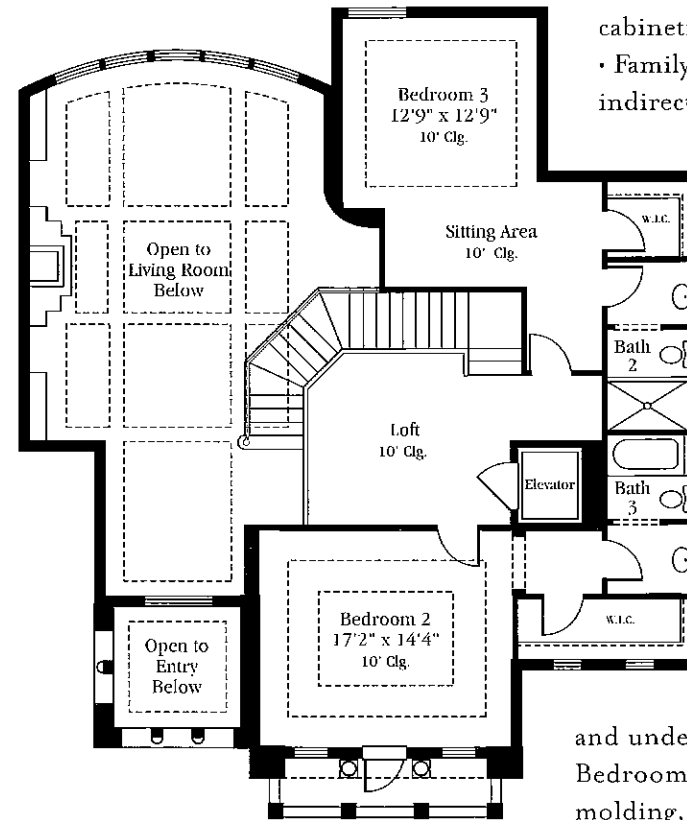 cabineti
• Family
indirect
Bedroom 3
12'9" x 12'9"
10' Clg.
W.I.C.
Sitting Area
10' Clg.
Open to
Living Room
Below
Bath
2
Loft
10' Clg.
Elevator
Bath
3
Bedroom 2
17'2" x 14'4"
10' Clg.
W.I.C.
Open to
Entry
Below
and unde
Bedroom
molding,